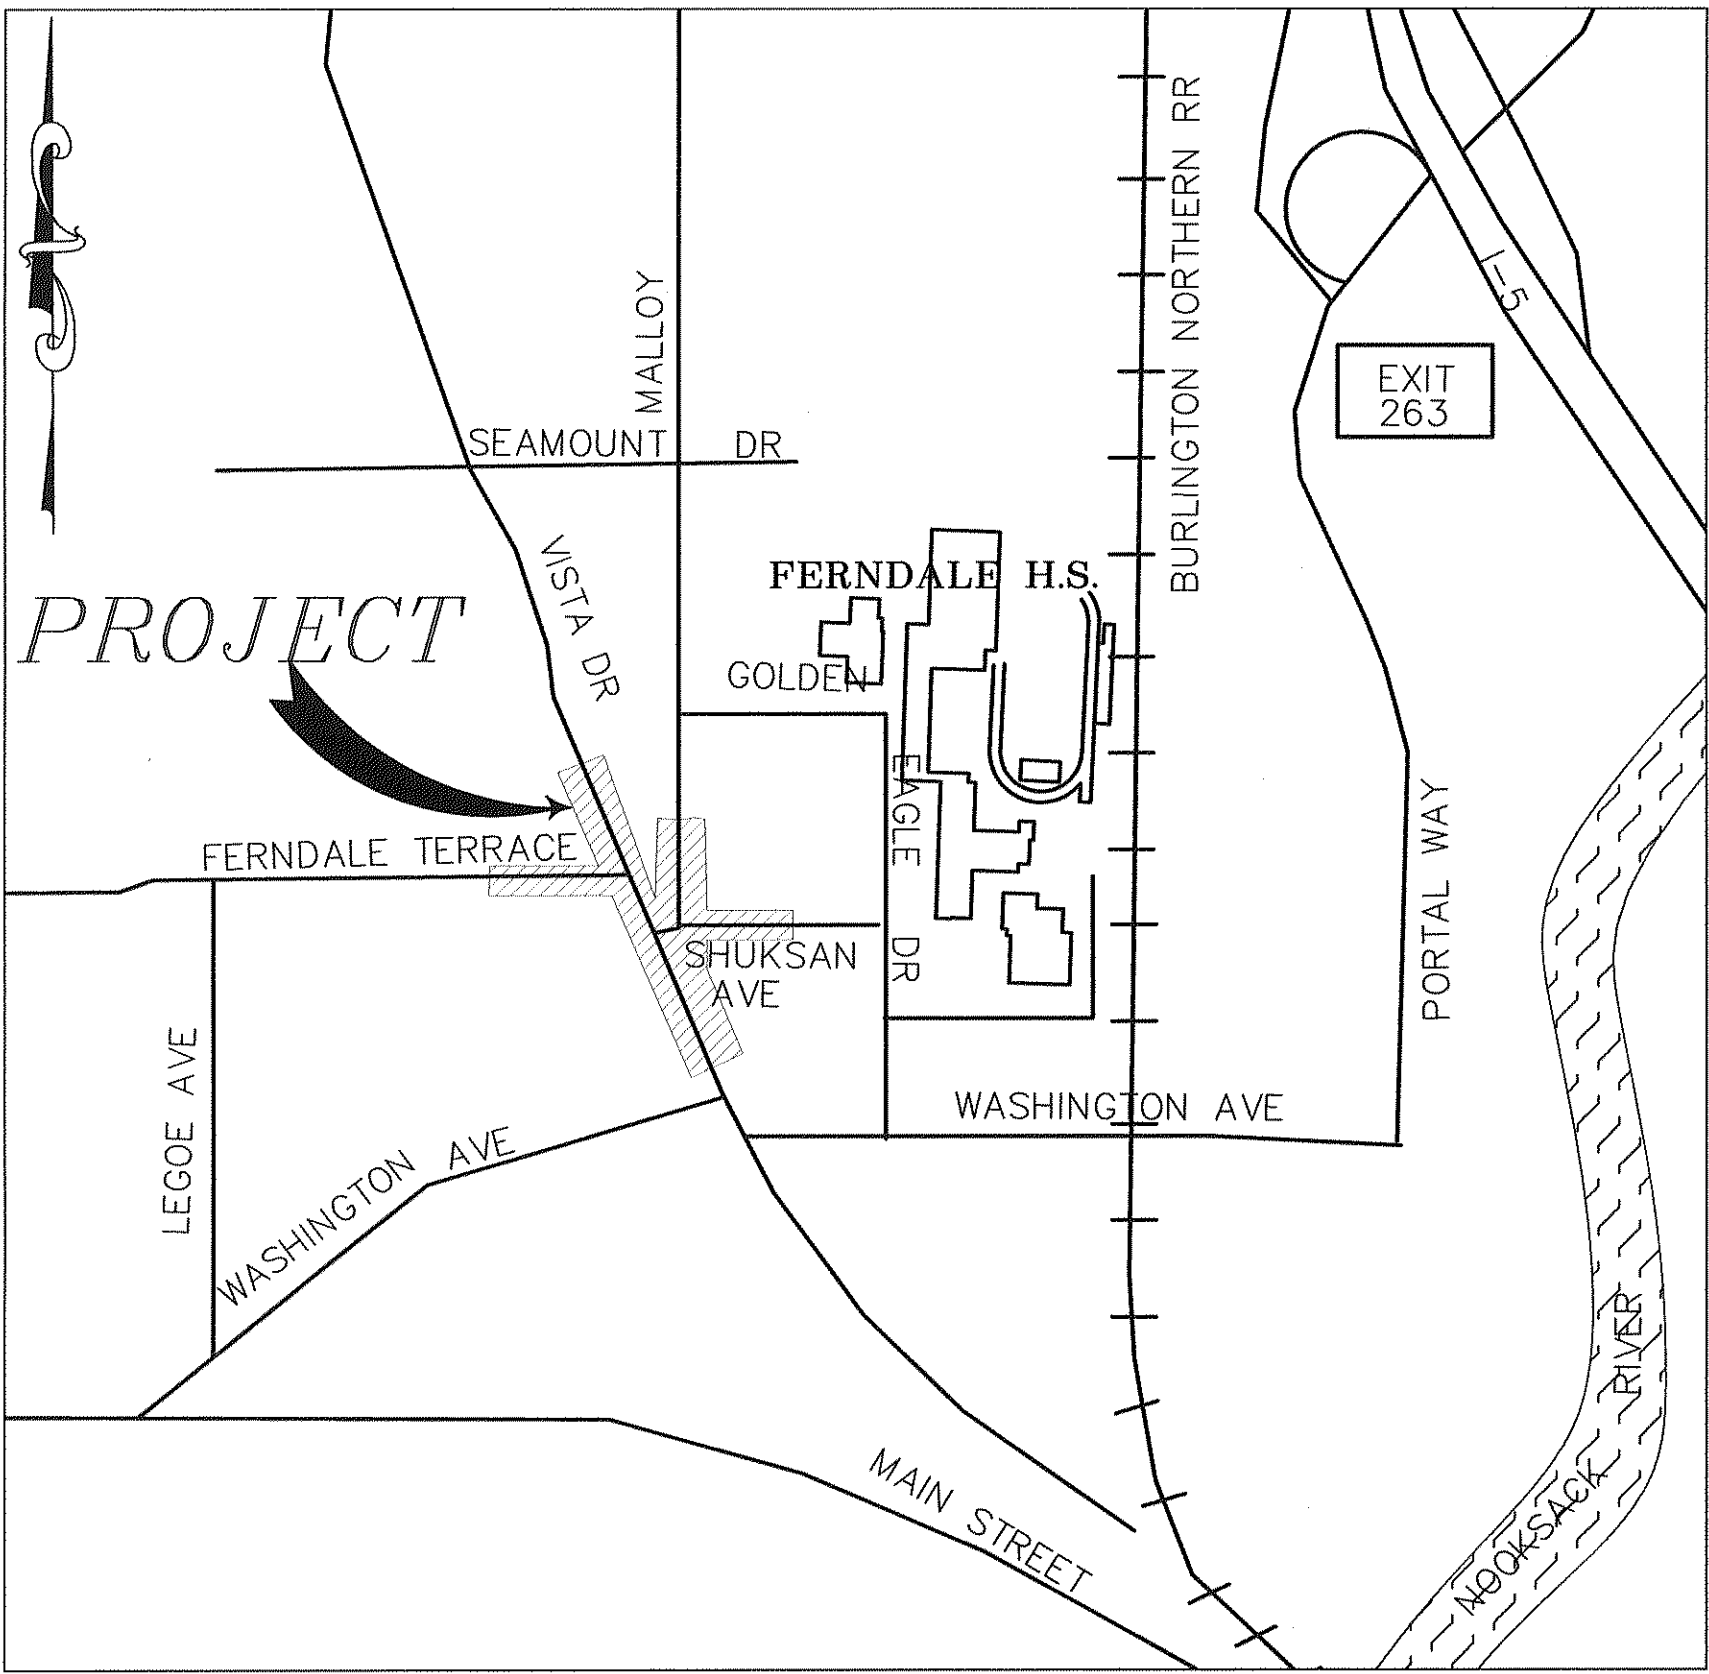 BURLINGTON NORTHERN RR
I-5
MALLOY
EXIT
263
SEAMOUNT DR
VISTA DR
FERNDALE H.S.
PROJECT
GOLDEN
EAGLE DR
PORTAL WAY
FERNDALE TERRACE
SHUKSAN
AVE
LEGOE AVE
WASHINGTON AVE
WASHINGTON AVE
MAIN STREET
NOOKSACK RIVER